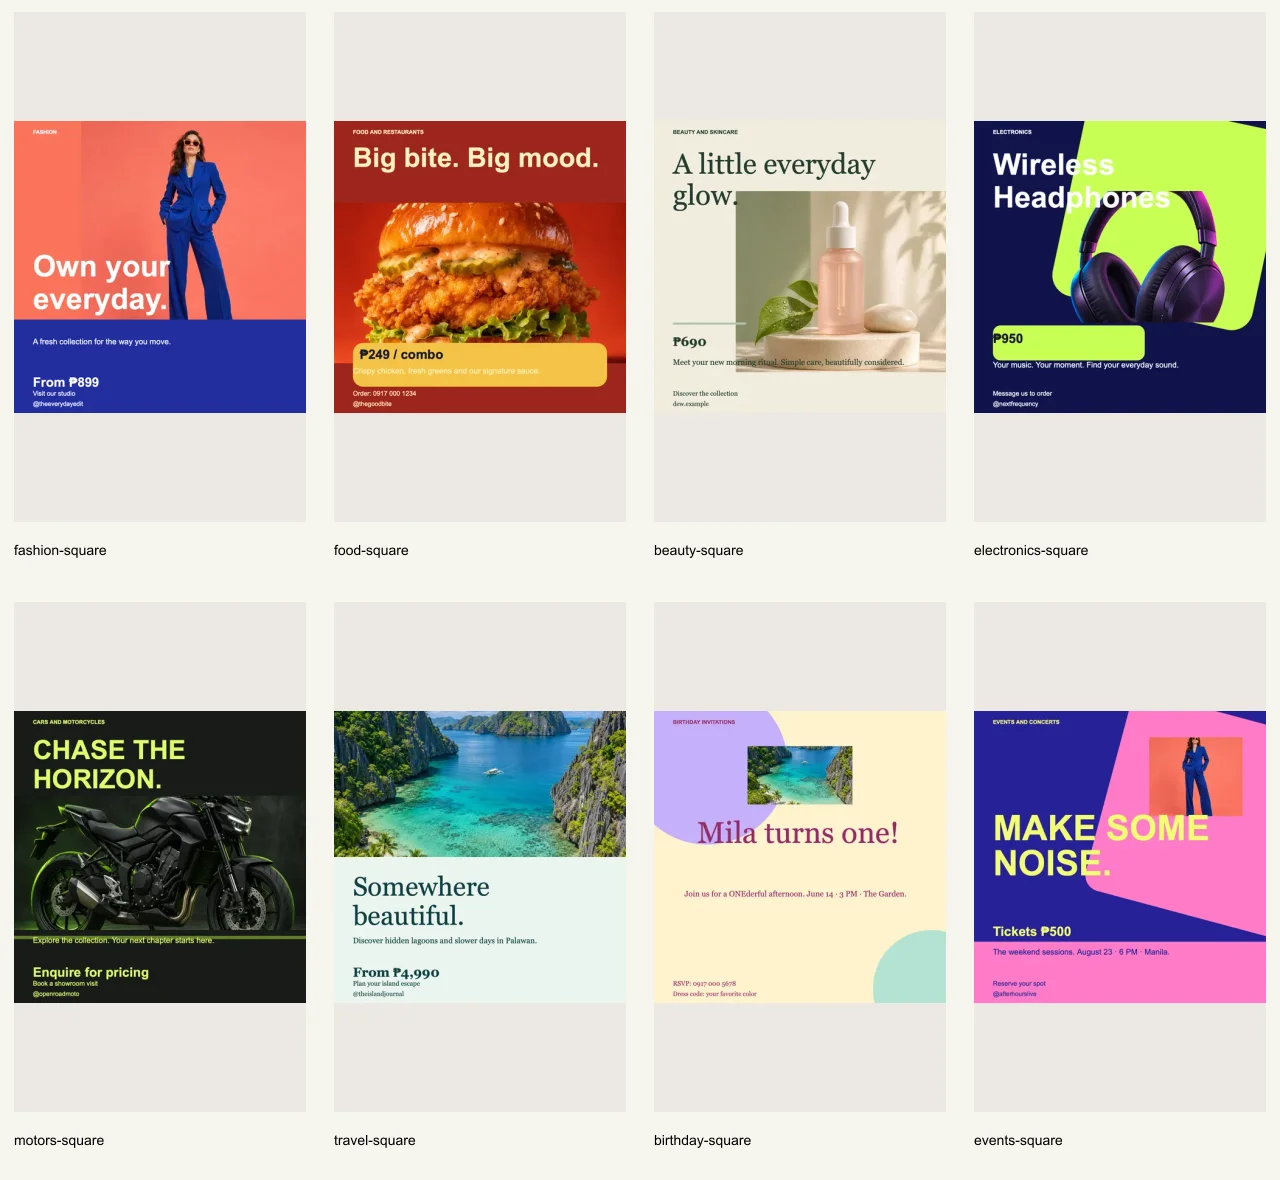 FASHION
Own your
everyday.
A fresh collection for the way you move.
From ₱899
Visit our studio
@theeverydayedit
fashion-square
FOOD AND RESTAURANTS
Big bite. Big mood.
₱249 / combo
Crispy chicken, fresh greens and our signature sauce.
Order: 0917 000 1234
@thegoodbite
food-square
BEAUTY AND SKINCARE
A little everyday
glow.
₱690
Meet your new morning ritual. Simple care, beautifully considered.
Discover the collection
dew.example
beauty-square
ELECTRONICS
Wireless
Headphones
₱950
Your music. Your moment. Find your everyday sound.
Message us to order
@nextfrequency
electronics-square
CARS AND MOTORCYCLES
CHASE THE
HORIZON.
Explore the collection. Your next chapter starts here.
Enquire for pricing
Book a showroom visit
@openroadmoto
motors-square
Somewhere
beautiful.
Discover hidden lagoons and slower days in Palawan.
From ₱4,990
Plan your island escape
@theislandjournal
travel-square
BIRTHDAY INVITATIONS
Mila turns one!
Join us for a ONEderful afternoon. June 14 · 3 PM · The Garden.
RSVP: 0917 000 5678
Dress code: your favorite color
birthday-square
EVENTS AND CONCERTS
MAKE SOME
NOISE.
Tickets ₱500
The weekend sessions. August 23 · 6 PM · Manila.
Reserve your spot
@afterhourslive
events-square